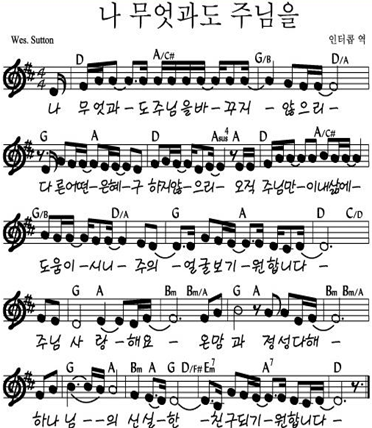 나 무엇과도 주님을
Wes. Sutton 인터콥 역
D A/C# G/B D/A
나 무엇과-도주님을바-꾸지- 않으리-
G A D Asus4 A D A/C#
다른어떤-은혜-구하지않-으리- 오직 주님만-이내삶에-
G/B D/A G A D C/D
도움이-시니- 주의-얼굴보기-원합니다-
G A Bm Bm/A G A Bm Bm/A
주님 사랑-해요- 온맘과 정성다해-
G A Bm A G D/F# Em7 A7 D
하나님--의 신실-한-친구되기-원합니다-